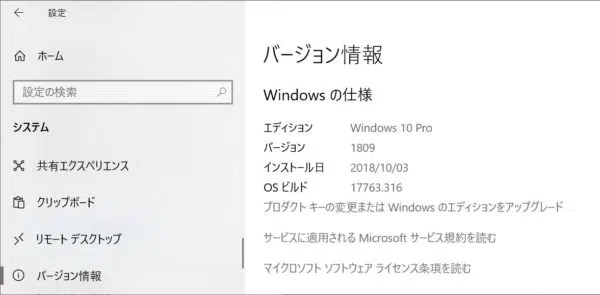 設定
ホーム
設定の検索
システム
共有エクスペリエンス
クリップボード
リモート デスクトップ
バージョン情報
バージョン情報
Windows の仕様
エディション Windows 10 Pro
バージョン 1809
インストール日 2018/10/03
OS ビルド 17763.316
プロダクト キーの変更または Windows のエディションをアップグレード
サービスに適用される Microsoft サービス規約を読む
マイクロソフト ソフトウェア ライセンス条項を読む